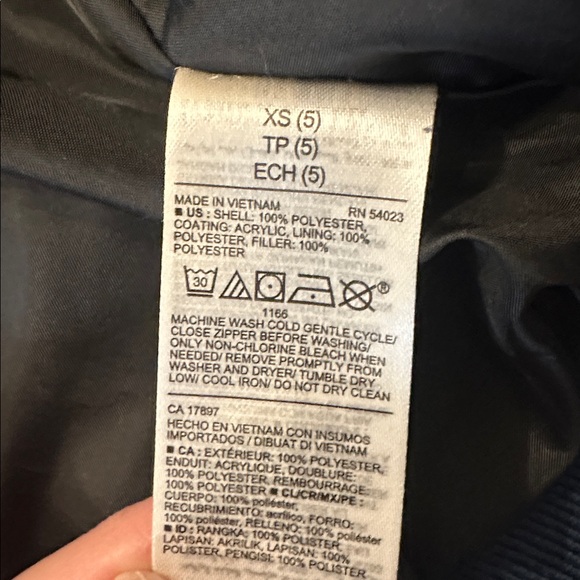 XS (5)
TP (5)
ECH (5)
MADE IN VIETNAM RN 54023
■ US : SHELL: 100% POLYESTER,
COATING: ACRYLIC, LINING: 100%
POLYESTER, FILLER: 100%
POLYESTER
30 ®
1166
MACHINE WASH COLD GENTLE CYCLE/
CLOSE ZIPPER BEFORE WASHING/
ONLY NON-CHLORINE BLEACH WHEN
NEEDED/ REMOVE PROMPTLY FROM
WASHER AND DRYER/ TUMBLE DRY
LOW/ COOL IRON/ DO NOT DRY CLEAN
CA 17897
HECHO EN VIETNAM CON INSUMOS
IMPORTADOS / DIBUAT DI VIETNAM
■ CA : EXTÉRIEUR: 100% POLYESTER,
ENDUIT: ACRYLIQUE, DOUBLURE:
100% POLYESTER, REMBOURRAGE:
100% POLYESTER ■ CL/CR/MX/PE :
CUERPO: 100% poliéster,
RECUBRIMIENTO: acrílico, FORRO:
100% poliéster, RELLENO: 100% poliéster
■ ID : RANGKA: 100% POLISTER,
LAPISAN: AKRILIK, LAPISAN: 100%
POLISTER, PENGISI: 100% POLISTER